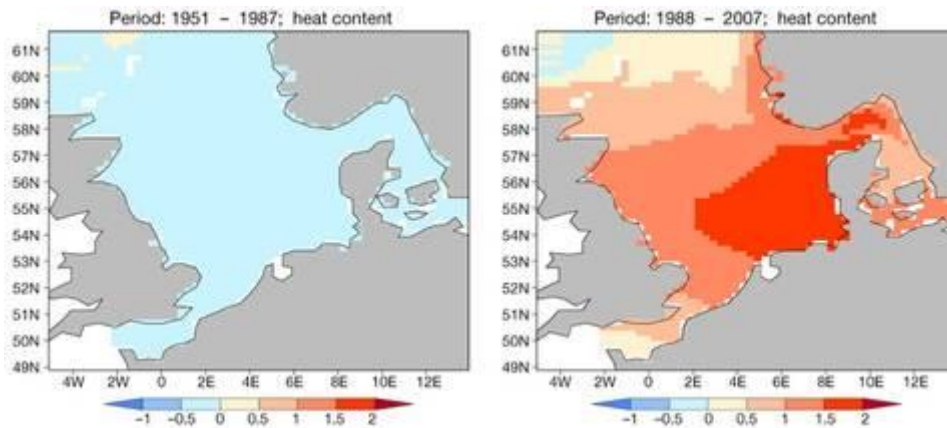 Period: 1951 – 1987; heat content
61N
60N
59N
58N
57N
56N
55N
54N
53N
52N
51N
50N
49N
4W 2W 0 2E 4E 6E 8E 10E 12E
−1 −0.5 0 0.5 1 1.5 2
Period: 1988 – 2007; heat content
61N
60N
59N
58N
57N
56N
55N
54N
53N
52N
51N
50N
49N
4W 2W 0 2E 4E 6E 8E 10E 12E
−1 −0.5 0 0.5 1 1.5 2